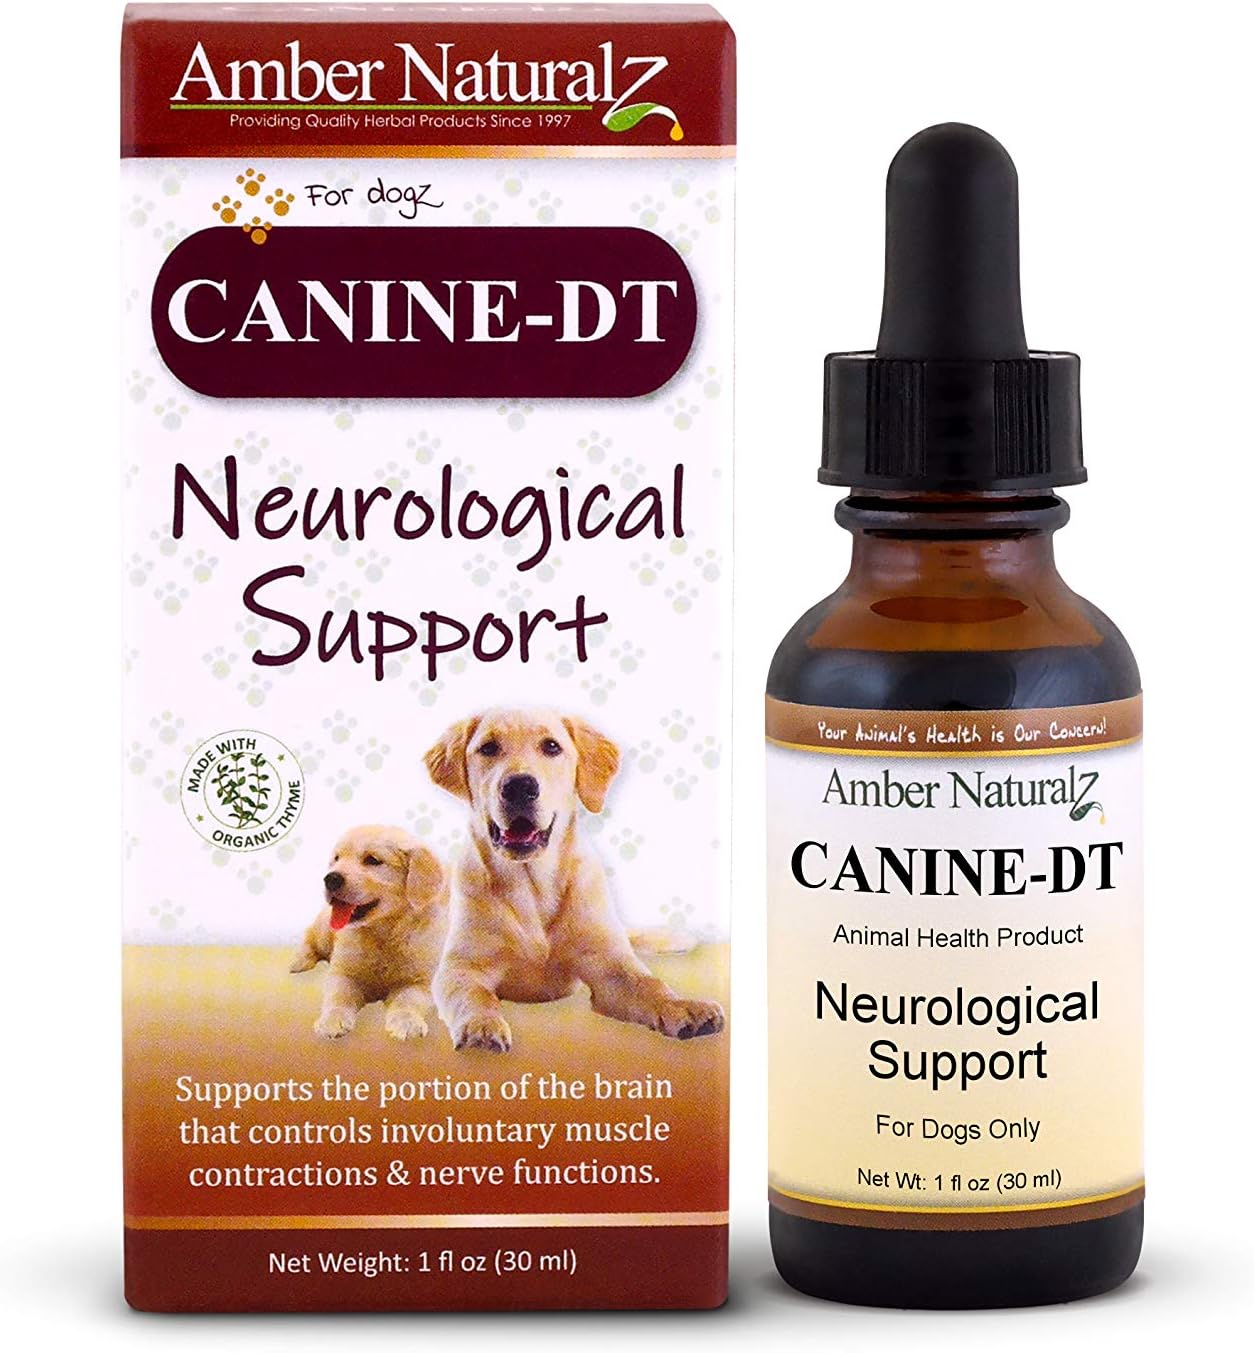 Amber NaturalZ
Providing Quality Herbal Products Since 1997
For dogz
CANINE-DT
Neurological
Support
MADE WITH
ORGANIC THYME
Supports the portion of the brain
that controls involuntary muscle
contractions & nerve functions.
Net Weight: 1 fl oz (30 ml)
Your Animal's Health is Our Concern!
Amber NaturalZ
CANINE-DT
Animal Health Product
Neurological
Support
For Dogs Only
Net Wt: 1 fl oz (30 ml)